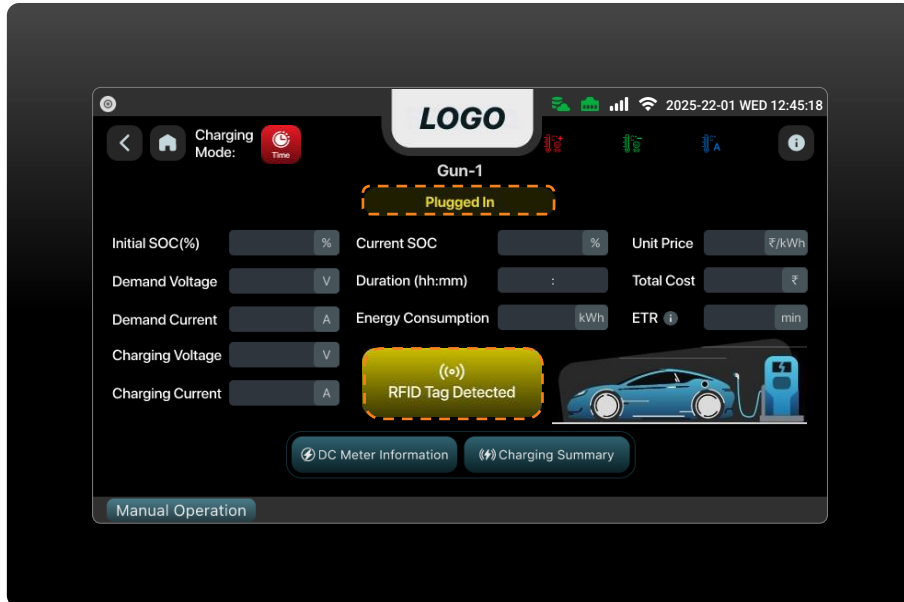 LOGO
2025-22-01 WED 12:45:18
Charging
Mode:
Time
A
Gun-1
Plugged In
Initial SOC(%) %
Current SOC %
Unit Price ₹/kWh
Demand Voltage V
Duration (hh:mm) :
Total Cost ₹
Demand Current A
Energy Consumption kWh
ETR i min
Charging Voltage V
Charging Current A
RFID Tag Detected
DC Meter Information
Charging Summary
Manual Operation